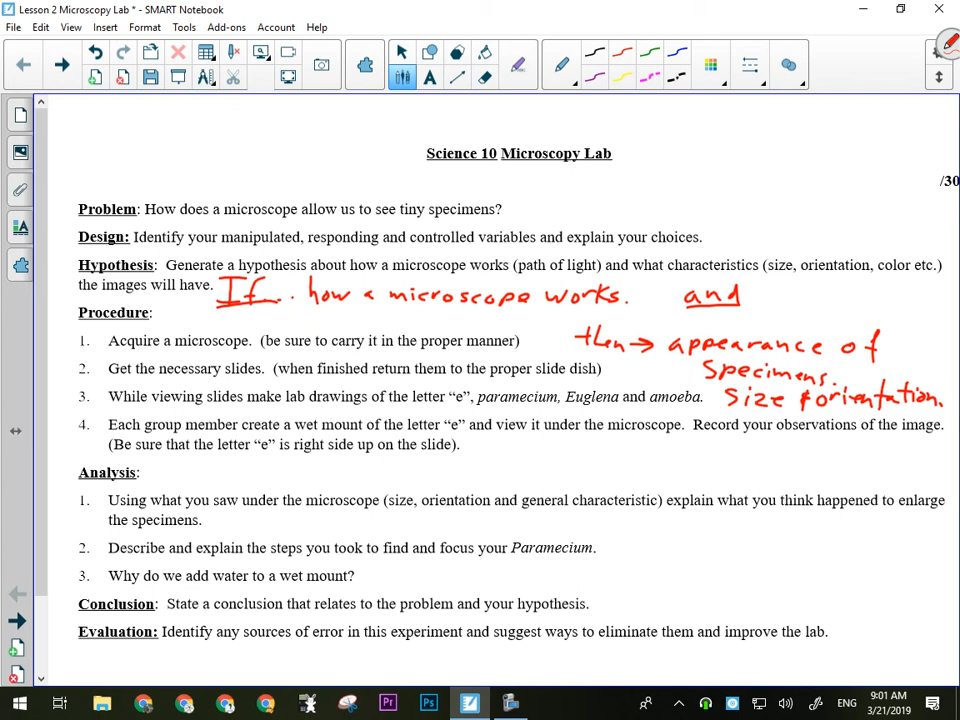 Lesson 2 Microscopy Lab * - SMART Notebook
File Edit View Insert Format Tools Add-ons Account Help
Science 10 Microscopy Lab
/30
Problem: How does a microscope allow us to see tiny specimens?
Design: Identify your manipulated, responding and controlled variables and explain your choices.
Hypothesis: Generate a hypothesis about how a microscope works (path of light) and what characteristics (size, orientation, color etc.)
the images will have. If... how a microscope works. and
Procedure:
1. Acquire a microscope. (be sure to carry it in the proper manner) then → appearance of
2. Get the necessary slides. (when finished return them to the proper slide dish) specimens.
3. While viewing slides make lab drawings of the letter “e”, paramecium, Euglena and amoeba. size & orientation.
4. Each group member create a wet mount of the letter “e” and view it under the microscope. Record your observations of the image.
(Be sure that the letter “e” is right side up on the slide).
Analysis:
1. Using what you saw under the microscope (size, orientation and general characteristic) explain what you think happened to enlarge
the specimens.
2. Describe and explain the steps you took to find and focus your Paramecium.
3. Why do we add water to a wet mount?
Conclusion: State a conclusion that relates to the problem and your hypothesis.
Evaluation: Identify any sources of error in this experiment and suggest ways to eliminate them and improve the lab.
Pr Ps ENG 9:01 AM
3/21/2019